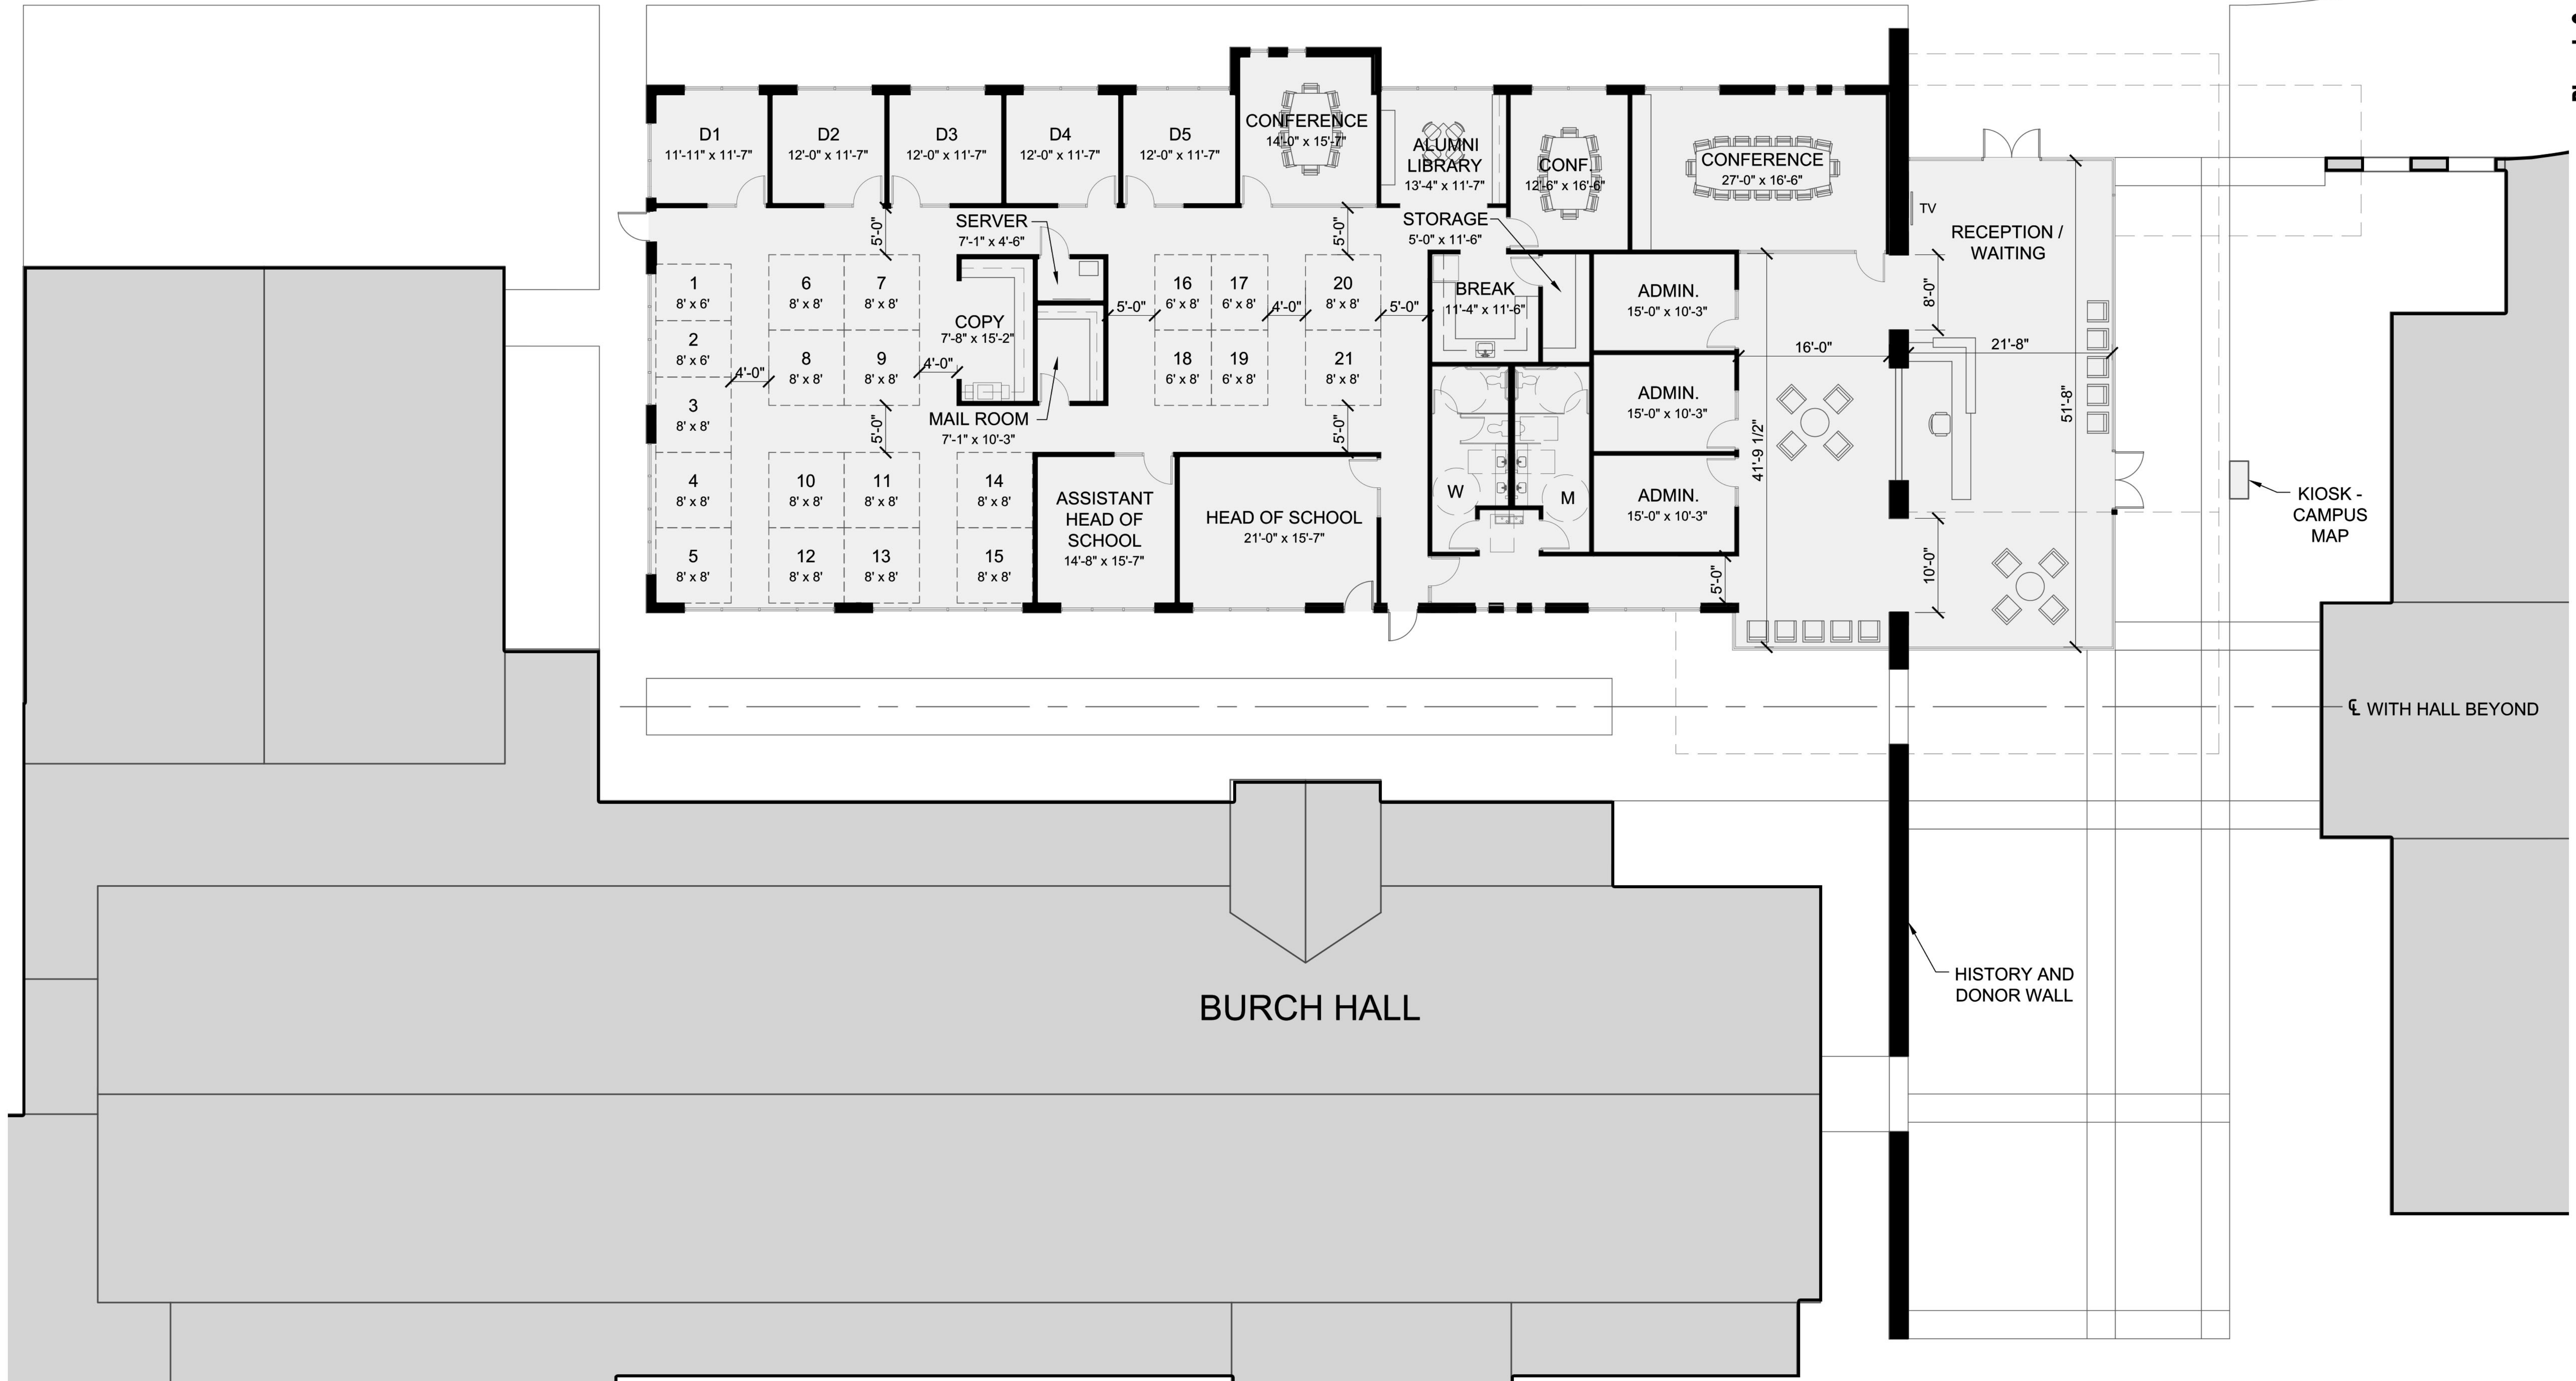 D1
11'-11" x 11'-7"
D2
12'-0" x 11'-7"
D3
12'-0" x 11'-7"
D4
12'-0" x 11'-7"
D5
12'-0" x 11'-7"
CONFERENCE
14'-0" x 15'-7"
ALUMNI
LIBRARY
13'-4" x 11'-7"
CONF.
12'-6" x 16'-6"
CONFERENCE
27'-0" x 16'-6"
TV
RECEPTION /
WAITING
SERVER
7'-1" x 4'-6"
STORAGE
5'-0" x 11'-6"
5'-0"
5'-0"
8'-0"
1
8' x 6'
2
8' x 6'
3
8' x 8'
4
8' x 8'
5
8' x 8'
6
8' x 8'
7
8' x 8'
8
8' x 8'
9
8' x 8'
4'-0"
4'-0"
10
8' x 8'
11
8' x 8'
12
8' x 8'
13
8' x 8'
14
8' x 8'
15
8' x 8'
COPY
7'-8" x 15'-2"
MAIL ROOM
7'-1" x 10'-3"
5'-0"
5'-0"
16
6' x 8'
17
6' x 8'
18
6' x 8'
19
6' x 8'
4'-0"
20
8' x 8'
21
8' x 8'
5'-0"
5'-0"
BREAK
11'-4" x 11'-6"
ADMIN.
15'-0" x 10'-3"
ADMIN.
15'-0" x 10'-3"
ADMIN.
15'-0" x 10'-3"
W
M
ASSISTANT
HEAD OF
SCHOOL
14'-8" x 15'-7"
HEAD OF SCHOOL
21'-0" x 15'-7"
5'-0"
16'-0"
41'-9 1/2"
21'-8"
51'-8"
10'-0"
KIOSK -
CAMPUS
MAP
℄ WITH HALL BEYOND
HISTORY AND
DONOR WALL
BURCH HALL